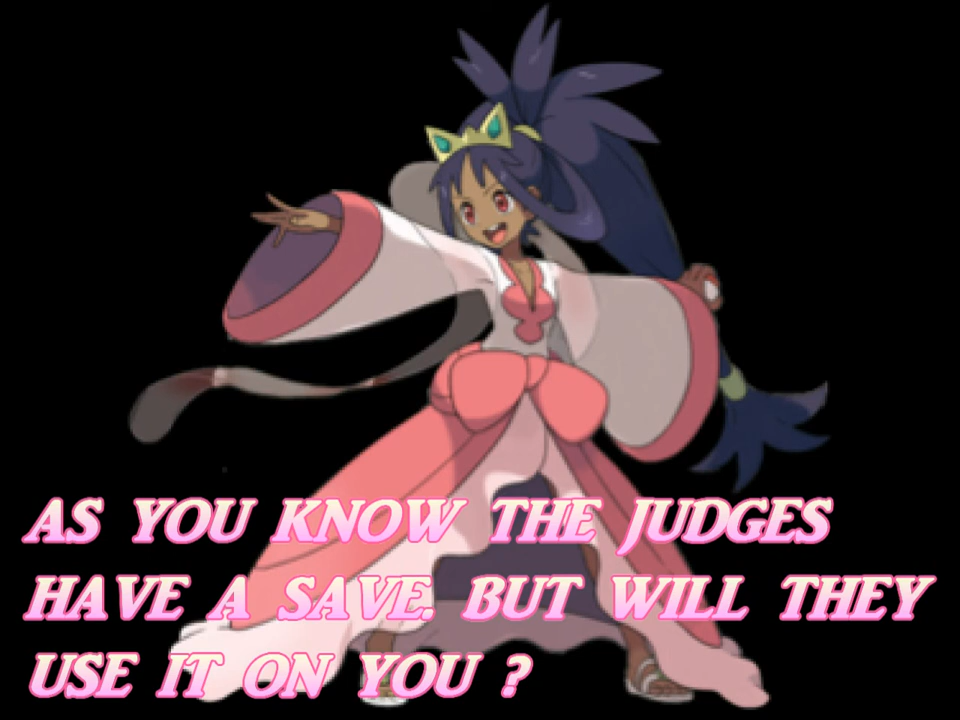 AS YOU KNOW THE JUDGES
HAVE A SAVE. BUT WILL THEY
USE IT ON YOU ?